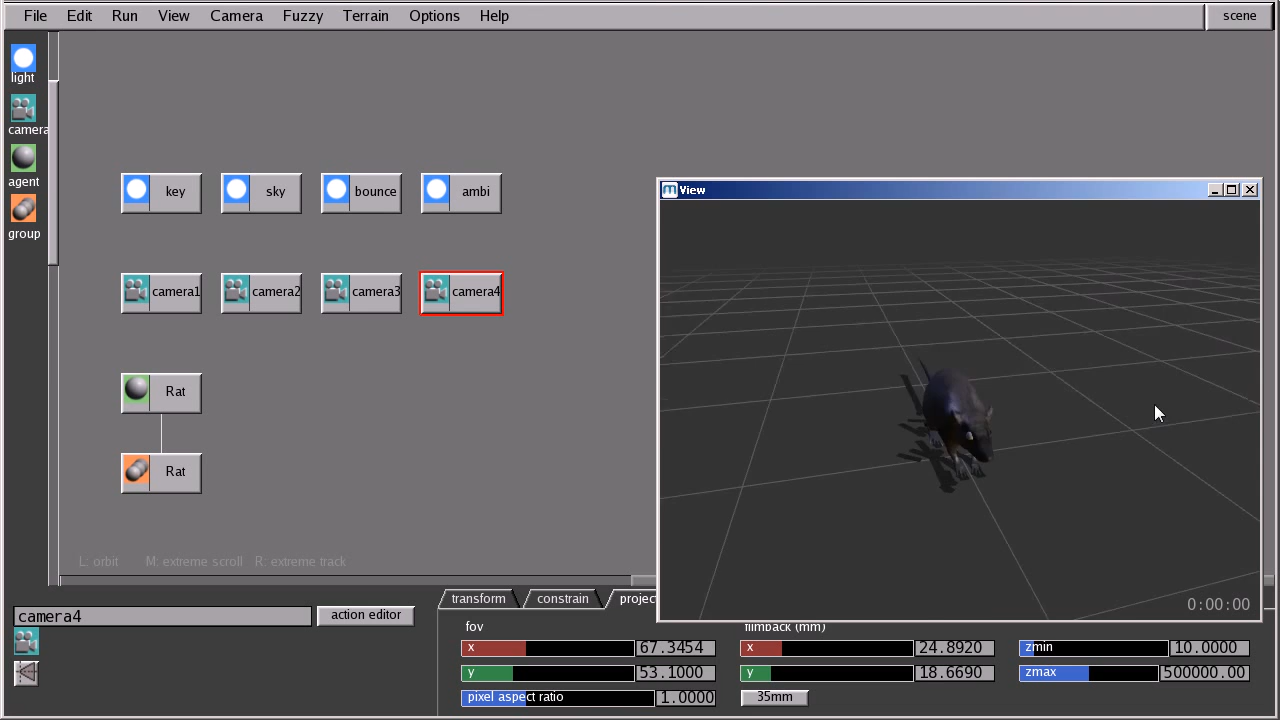 File Edit Run View Camera Fuzzy Terrain Options Help scene
light
camera
agent
group
key sky bounce ambi
View
camera1 camera2 camera3 camera4
Rat
Rat
L: orbit M: extreme scroll R: extreme track
0:00:00
transform constrain project
camera4 action editor
fov filmback (mm)
x 67.3454 x 24.8920 zmin 10.0000
y 53.1000 y 18.6690 zmax 500000.00
pixel aspect ratio 1.0000 35mm